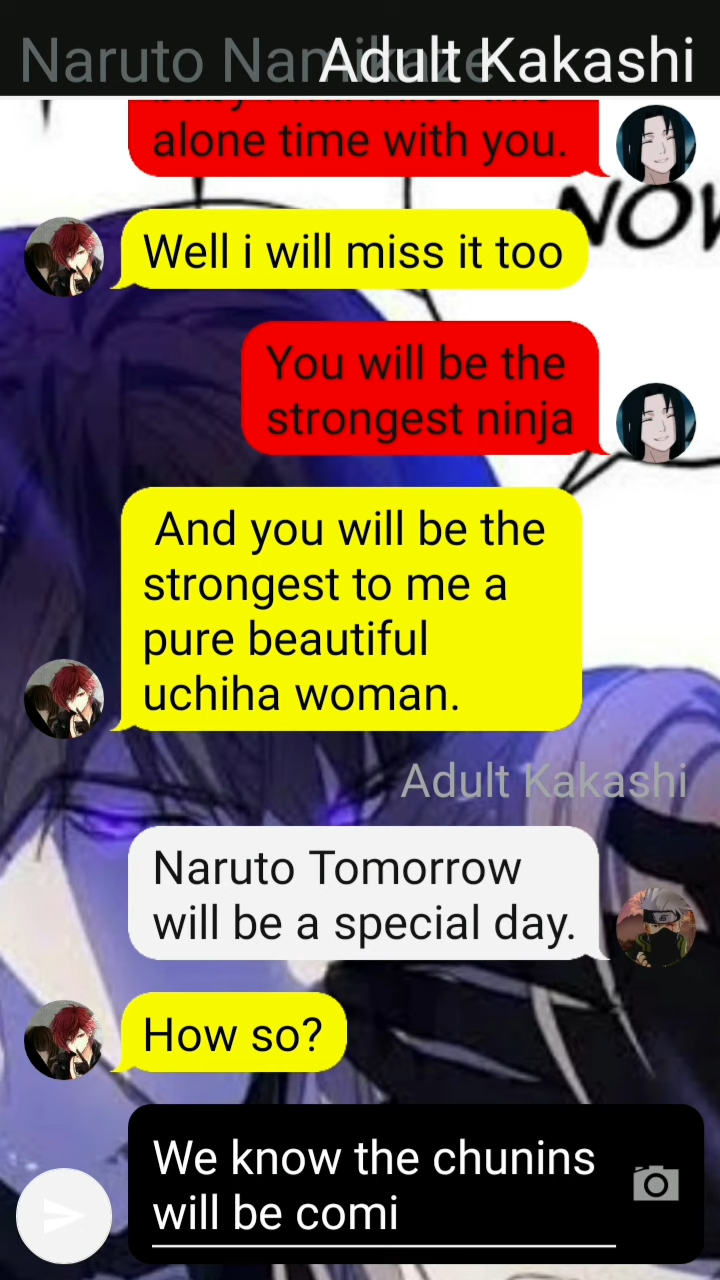 Naruto Namikaze Adult Kakashi
alone time with you.
NOW
Well i will miss it too
You will be the
strongest ninja
And you will be the
strongest to me a
pure beautiful
uchiha woman.
Adult Kakashi
Naruto Tomorrow
will be a special day.
How so?
We know the chunins
will be comi